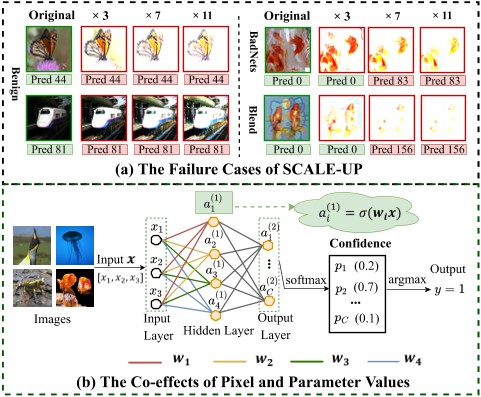 Original × 3 × 7 × 11
Benign
Pred 44 Pred 44 Pred 44 Pred 44
Pred 81 Pred 81 Pred 81 Pred 81
Original × 3 × 7 × 11
BadNets
Pred 0 Pred 0 Pred 83 Pred 83
Blend
Pred 0 Pred 0 Pred 156 Pred 156
(a) The Failure Cases of SCALE-UP
Images
Input x
[x₁, x₂, x₃]
x₁
x₂
x₃
Input Layer
a₁⁽¹⁾
a₂⁽¹⁾
a₃⁽¹⁾
a₄⁽¹⁾
Hidden Layer
a₁⁽²⁾
...
a_C⁽²⁾
Output Layer
aᵢ⁽¹⁾ = σ(wᵢx)
softmax
Confidence
p₁ (0.2)
p₂ (0.7)
...
p_C (0.1)
argmax
Output
y = 1
w₁ w₂ w₃ w₄
(b) The Co-effects of Pixel and Parameter Values